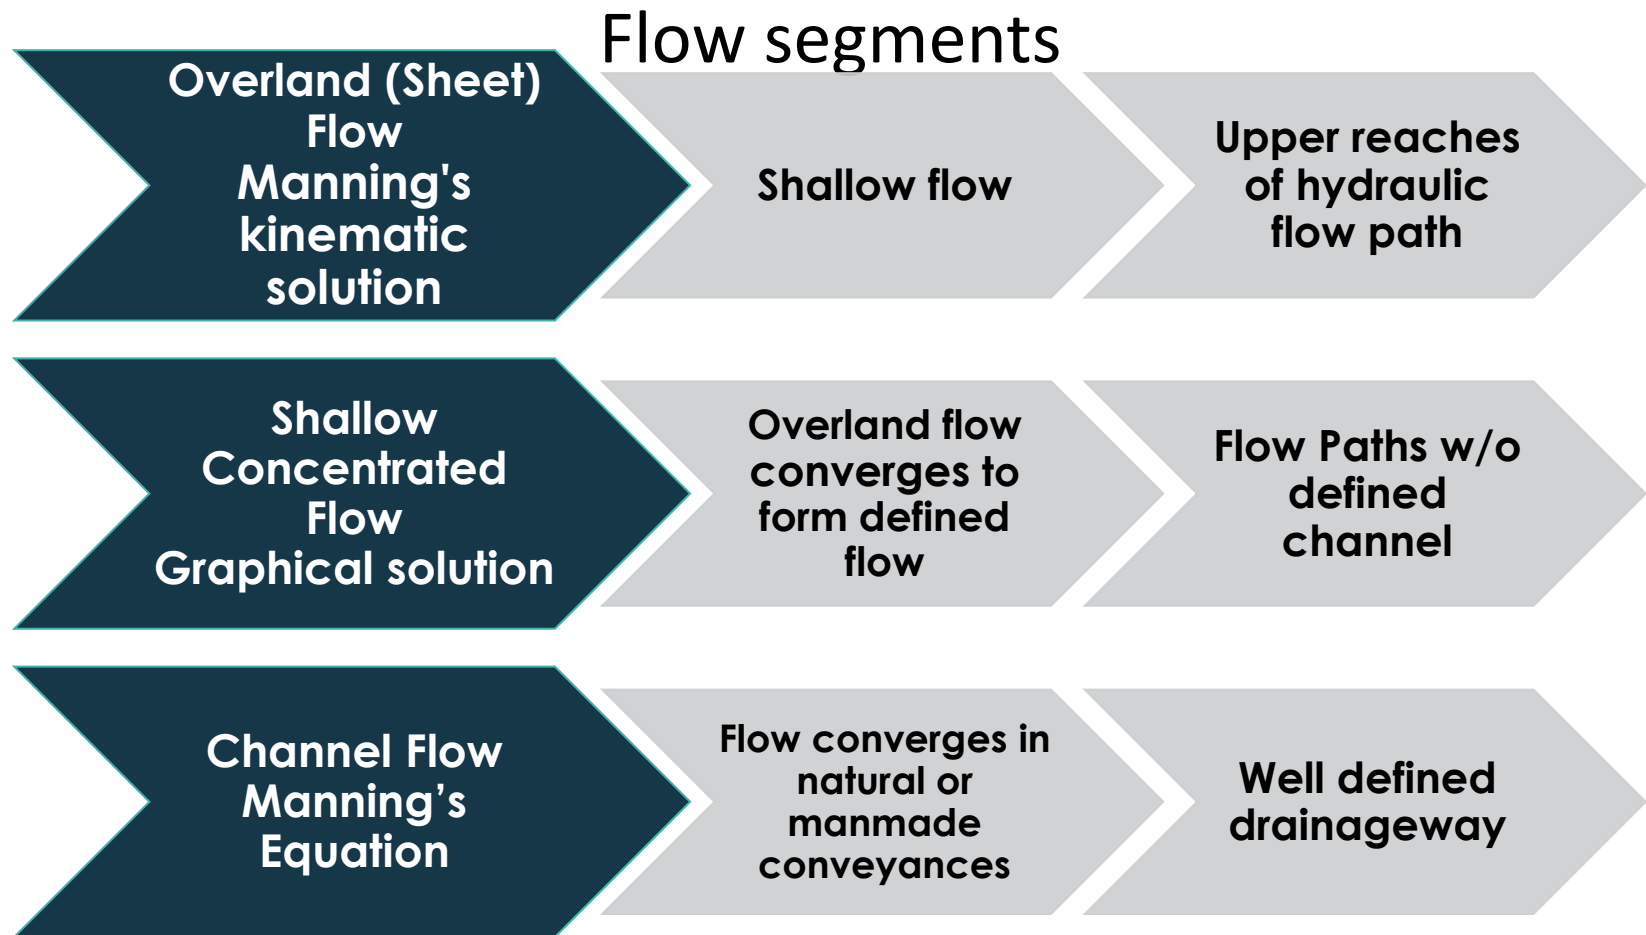 Flow segments
Overland (Sheet)
Flow
Manning's
kinematic
solution
Shallow flow
Upper reaches
of hydraulic
flow path
Shallow
Concentrated
Flow
Graphical solution
Overland flow
converges to
form defined
flow
Flow Paths w/o
defined
channel
Channel Flow
Manning’s
Equation
Flow converges in
natural or
manmade
conveyances
Well defined
drainageway